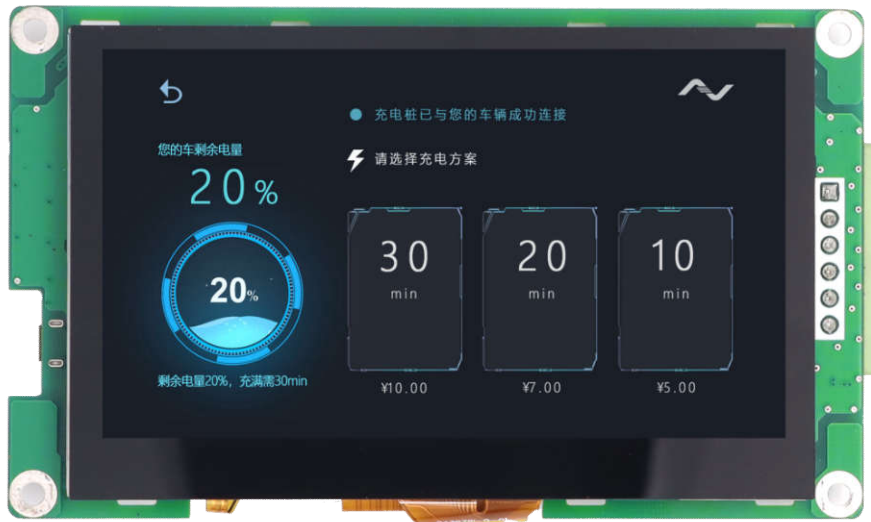 充电桩已与您的车辆成功连接
您的车剩余电量
20%
请选择充电方案
20%
剩余电量20%，充满需30min
30
min
¥10.00
20
min
¥7.00
10
min
¥5.00